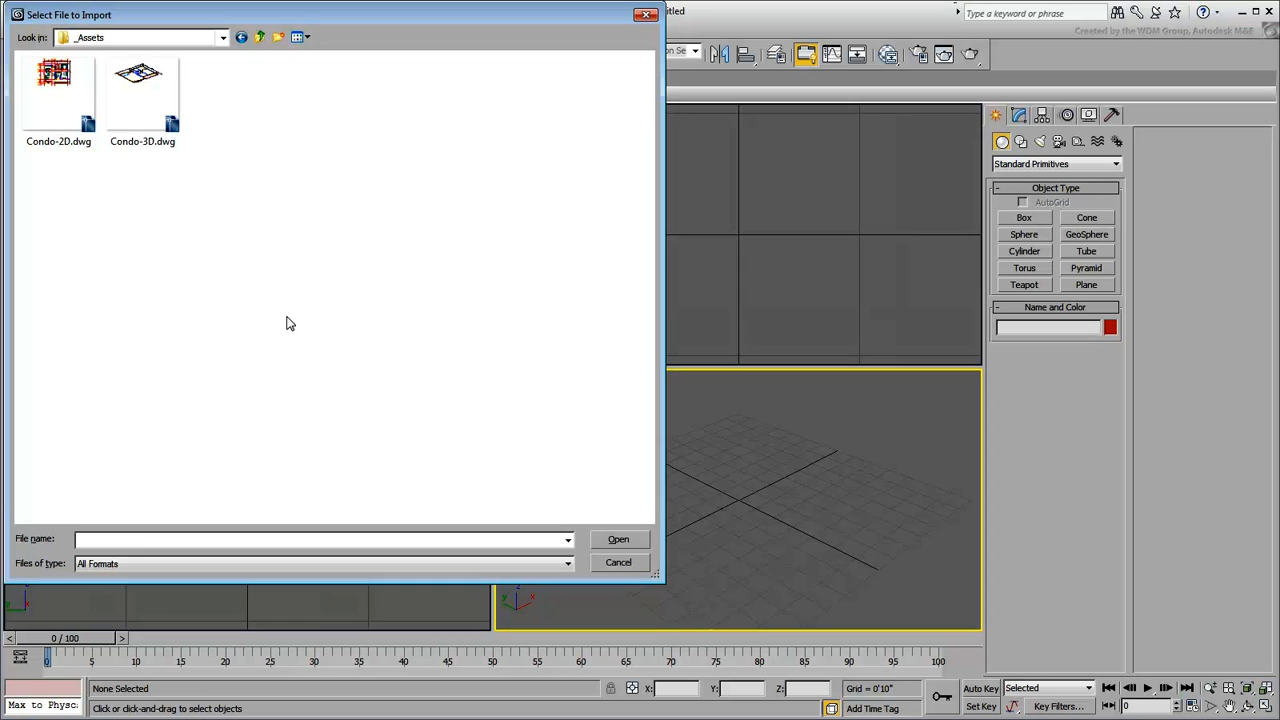 Select File to Import
titled
Type a keyword or phrase
Created by the WDM Group, Autodesk M&E
Look in: _Assets
on Se
Condo-2D.dwg
Condo-3D.dwg
Standard Primitives
- Object Type
AutoGrid
Box Cone
Sphere GeoSphere
Cylinder Tube
Torus Pyramid
Teapot Plane
- Name and Color
File name:
Open
Files of type: All Formats
Cancel
x
z
y x
< 0 / 100 >
0 5 10 15 20 25 30 35 40 45 50 55 60 65 70 75 80 85 90 95 100
None Selected
X: Y: Z: Grid = 0'10"
Auto Key Selected
Max to Physc
Click or click-and-drag to select objects
Add Time Tag
Set Key Key Filters... 0